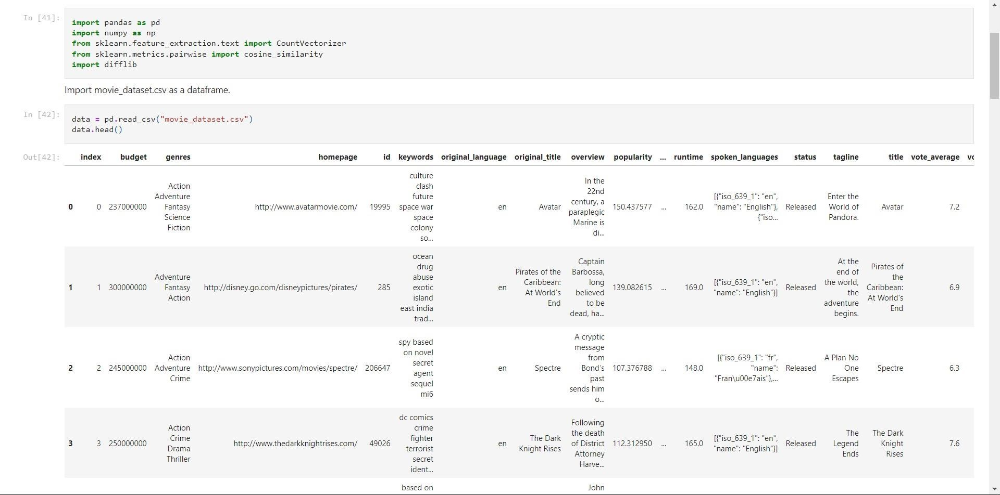 In [41]:
import pandas as pd
import numpy as np
from sklearn.feature_extraction.text import CountVectorizer
from sklearn.metrics.pairwise import cosine_similarity
import difflib
Import movie_dataset.csv as a dataframe.
In [42]:
data = pd.read_csv("movie_dataset.csv")
data.head()
Out[42]:
index budget genres homepage id keywords original_language original_title overview popularity ... runtime spoken_languages status tagline title vote_average vo
0
0
237000000
Action
Adventure
Fantasy
Science
Fiction
http://www.avatarmovie.com/
19995
culture
clash
future
space war
space
colony
so...
en
Avatar
In the
22nd
century, a
paraplegic
Marine is
di...
150.437577
...
162.0
[{"iso_639_1": "en",
"name": "English"},
{"iso...
Released
Enter the
World of
Pandora.
Avatar
7.2
1
1
300000000
Adventure
Fantasy
Action
http://disney.go.com/disneypictures/pirates/
285
ocean
drug
abuse
exotic
island
east india
trad...
en
Pirates of the
Caribbean:
At World's
End
Captain
Barbossa,
long
believed
to be
dead, ha...
139.082615
...
169.0
[{"iso_639_1": "en",
"name": "English"}]
Released
At the
end of
the world,
the
adventure
begins.
Pirates of
the
Caribbean:
At World's
End
6.9
2
2
245000000
Action
Adventure
Crime
http://www.sonypictures.com/movies/spectre/
206647
spy based
on novel
secret
agent
sequel
mi6
en
Spectre
A cryptic
message
from
Bond's
past
sends him
o...
107.376788
...
148.0
[{"iso_639_1": "fr",
"name":
"Fran\u00e7ais"},...
Released
A Plan No
One
Escapes
Spectre
6.3
3
3
250000000
Action
Crime
Drama
Thriller
http://www.thedarkknightrises.com/
49026
dc comics
crime
fighter
terrorist
secret
ident...
en
The Dark
Knight Rises
Following
the death
of District
Attorney
Harve...
112.312950
...
165.0
[{"iso_639_1": "en",
"name": "English"}]
Released
The
Legend
Ends
The Dark
Knight
Rises
7.6
based on
John